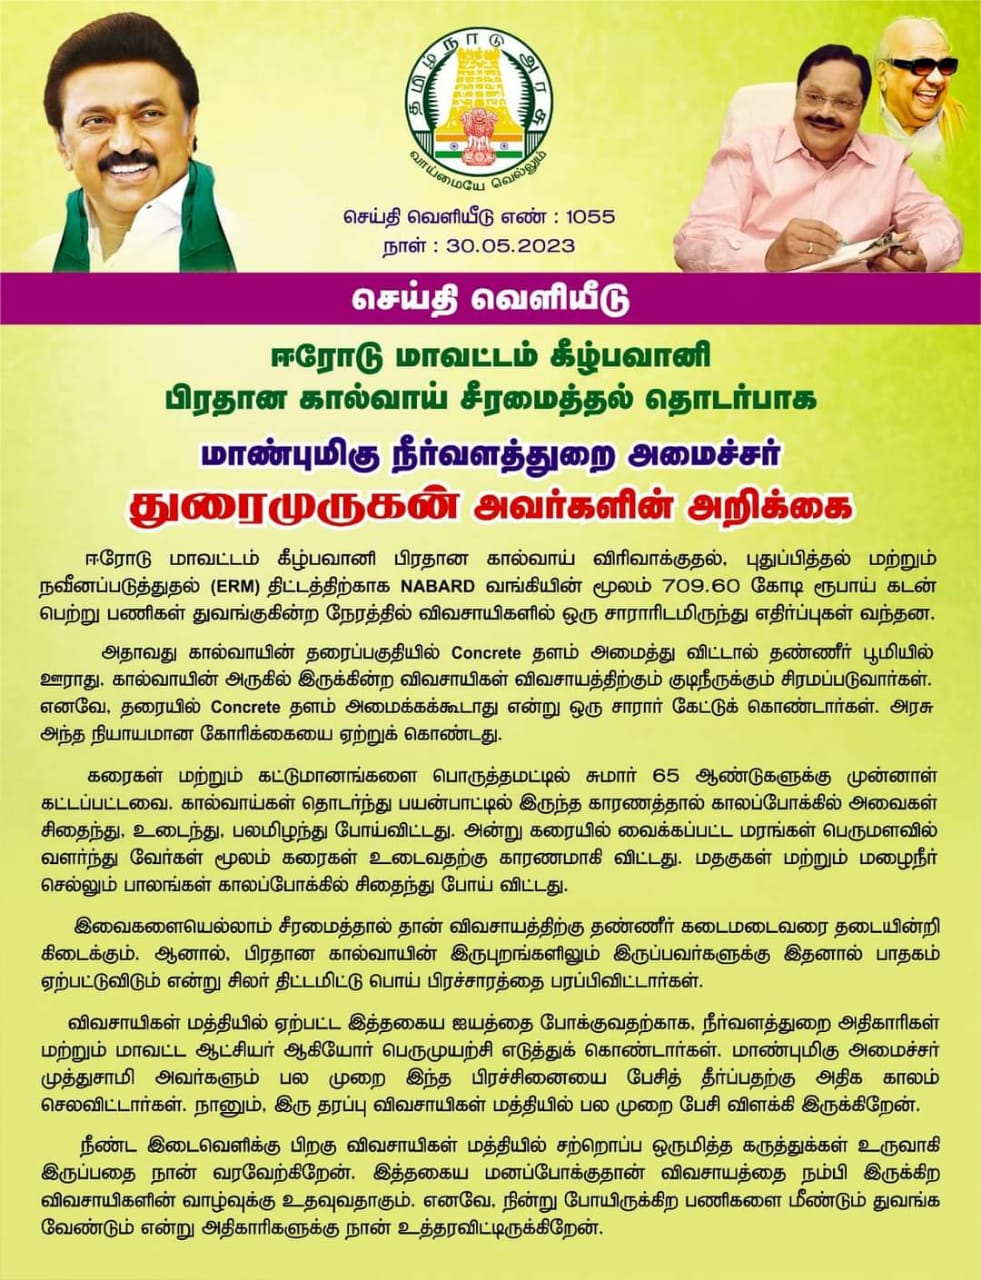 தமிழ்நாடு அரசு
வாய்மையே வெல்லும்
செய்தி வெளியீடு எண் : 1055
நாள் : 30.05.2023
செய்தி வெளியீடு
ஈரோடு மாவட்டம் கீழ்பவானி
பிரதான கால்வாய் சீரமைத்தல் தொடர்பாக
மாண்புமிகு நீர்வளத்துறை அமைச்சர்
துரைமுருகன் அவர்களின் அறிக்கை
ஈரோடு மாவட்டம் கீழ்பவானி பிரதான கால்வாய் விரிவாக்குதல், புதுப்பித்தல் மற்றும்
நவீனப்படுத்துதல் (ERM) திட்டத்திற்காக NABARD வங்கியின் மூலம் 709.60 கோடி ரூபாய் கடன்
பெற்று பணிகள் துவங்குகின்ற நேரத்தில் விவசாயிகளில் ஒரு சாராரிடமிருந்து எதிர்ப்புகள் வந்தன.
அதாவது கால்வாயின் தரைப்பகுதியில் Concrete தளம் அமைத்து விட்டால் தண்ணீர் பூமியில்
ஊராது. கால்வாயின் அருகில் இருக்கின்ற விவசாயிகள் விவசாயத்திற்கும் குடிநீருக்கும் சிரமப்படுவார்கள்.
எனவே, தரையில் Concrete தளம் அமைக்கக்கூடாது என்று ஒரு சாரார் கேட்டுக் கொண்டார்கள். அரசு
அந்த நியாயமான கோரிக்கையை ஏற்றுக் கொண்டது.
கரைகள் மற்றும் கட்டுமானங்களை பொருத்தமட்டில் சுமார் 65 ஆண்டுகளுக்கு முன்னாள்
கட்டப்பட்டவை. கால்வாய்கள் தொடர்ந்து பயன்பாட்டில் இருந்த காரணத்தால் காலப்போக்கில் அவைகள்
சிதைந்து, உடைந்து, பலமிழந்து போய்விட்டது. அன்று கரையில் வைக்கப்பட்ட மரங்கள் பெருமளவில்
வளர்ந்து வேர்கள் மூலம் கரைகள் உடைவதற்கு காரணமாகி விட்டது. மதகுகள் மற்றும் மழைநீர்
செல்லும் பாலங்கள் காலப்போக்கில் சிதைந்து போய் விட்டது.
இவைகளையெல்லாம் சீரமைத்தால் தான் விவசாயத்திற்கு தண்ணீர் கடைமடைவரை தடையின்றி
கிடைக்கும். ஆனால், பிரதான கால்வாயின் இருபுறங்களிலும் இருப்பவர்களுக்கு இதனால் பாதகம்
ஏற்பட்டுவிடும் என்று சிலர் திட்டமிட்டு பொய் பிரச்சாரத்தை பரப்பிவிட்டார்கள்.
விவசாயிகள் மத்தியில் ஏற்பட்ட இத்தகைய ஐயத்தை போக்குவதற்காக, நீர்வளத்துறை அதிகாரிகள்
மற்றும் மாவட்ட ஆட்சியர் ஆகியோர் பெருமுயற்சி எடுத்துக் கொண்டார்கள். மாண்புமிகு அமைச்சர்
முத்துசாமி அவர்களும் பல முறை இந்த பிரச்சினையை பேசித் தீர்ப்பதற்கு அதிக காலம்
செலவிட்டார்கள். நானும், இரு தரப்பு விவசாயிகள் மத்தியில் பல முறை பேசி விளக்கி இருக்கிறேன்.
நீண்ட இடைவெளிக்கு பிறகு விவசாயிகள் மத்தியில் சற்றொப்ப ஒருமித்த கருத்துக்கள் உருவாகி
இருப்பதை நான் வரவேற்கிறேன். இத்தகைய மனப்போக்குதான் விவசாயத்தை நம்பி இருக்கிற
விவசாயிகளின் வாழ்வுக்கு உதவுவதாகும். எனவே, நின்று போயிருக்கிற பணிகளை மீண்டும் துவங்க
வேண்டும் என்று அதிகாரிகளுக்கு நான் உத்தரவிட்டிருக்கிறேன்.